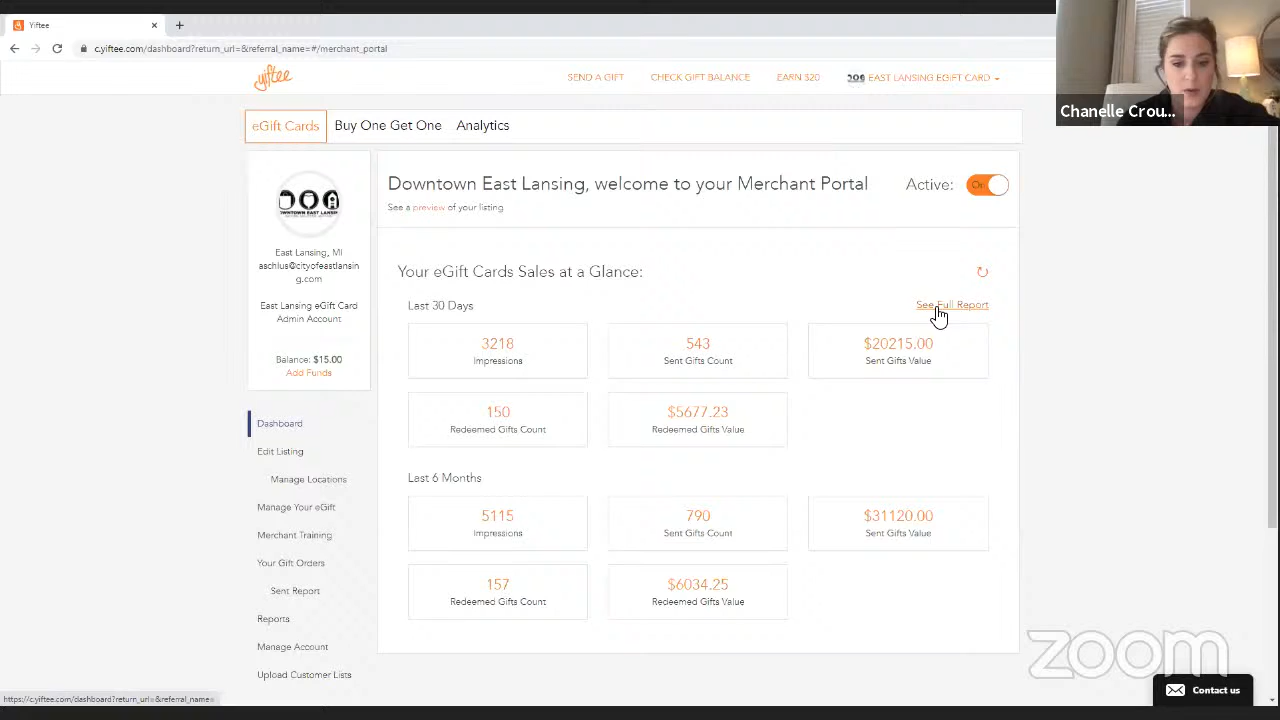 Yiftee
c.yiftee.com/dashboard?return_url=&referral_name=#/merchant_portal
Chanelle Crou...
yiftee
SEND A GIFT
CHECK GIFT BALANCE
EARN $20
EAST LANSING EGIFT CARD
eGift Cards
Buy One Get One
Analytics
DOWNTOWN EAST LANSING
East Lansing, MI
aschlus@cityofeastlansin
g.com
East Lansing eGift Card
Admin Account
Balance: $15.00
Add Funds
Dashboard
Edit Listing
Manage Locations
Manage Your eGift
Merchant Training
Your Gift Orders
Sent Report
Reports
Manage Account
Upload Customer Lists
Downtown East Lansing, welcome to your Merchant Portal
Active:
On
See a preview of your listing
Your eGift Cards Sales at a Glance:
Last 30 Days
See Full Report
3218
Impressions
543
Sent Gifts Count
$20215.00
Sent Gifts Value
150
Redeemed Gifts Count
$5677.23
Redeemed Gifts Value
Last 6 Months
5115
Impressions
790
Sent Gifts Count
$31120.00
Sent Gifts Value
157
Redeemed Gifts Count
$6034.25
Redeemed Gifts Value
zoom
Contact us
https://c.yiftee.com/dashboard?return_url=&referral_name=